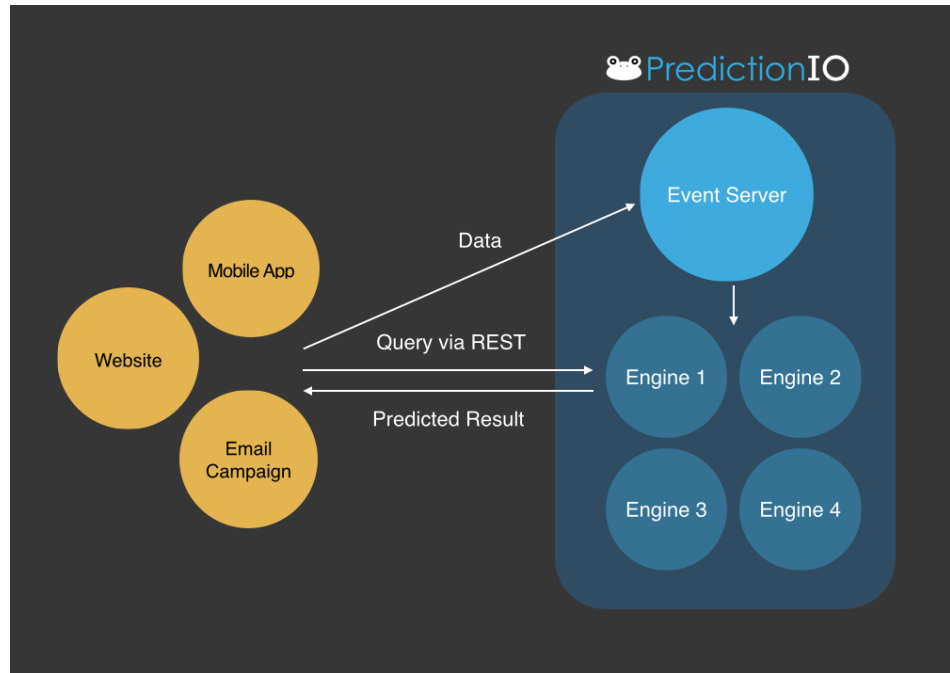 PredictionIO
Event Server
Data
Mobile App
Query via REST
Website
Engine 1
Engine 2
Predicted Result
Email
Campaign
Engine 3
Engine 4